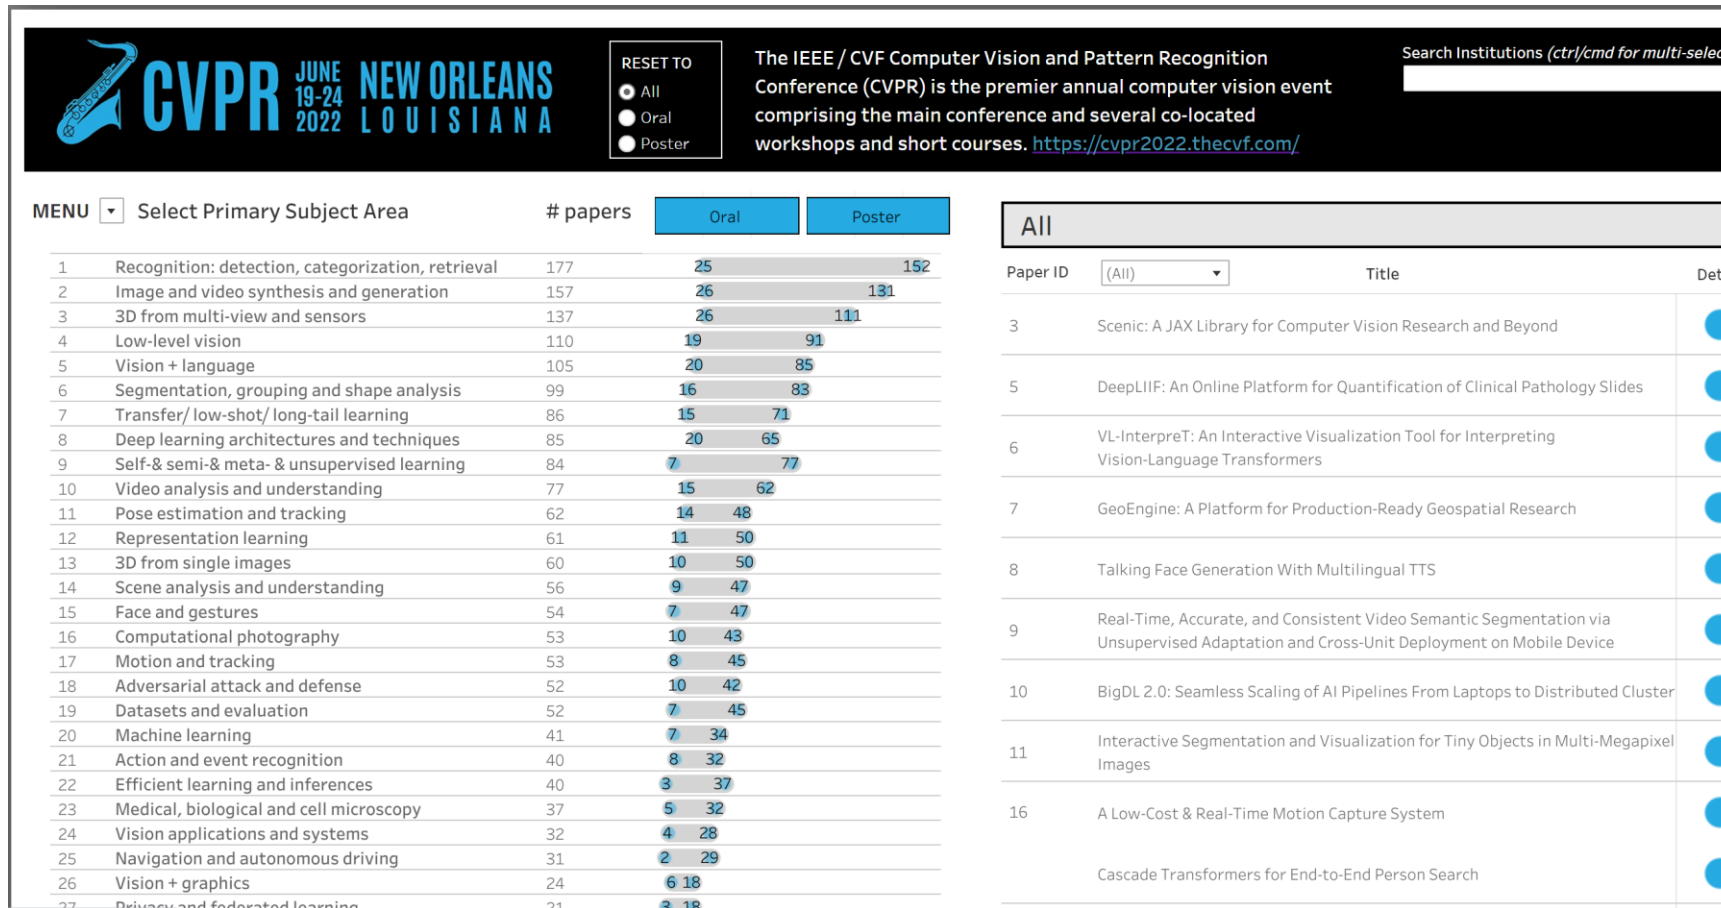 CVPR JUNE 19-24 2022 NEW ORLEANS LOUISIANA
RESET TO
All
Oral
Poster
The IEEE / CVF Computer Vision and Pattern Recognition
Conference (CVPR) is the premier annual computer vision event
comprising the main conference and several co-located
workshops and short courses. https://cvpr2022.thecvf.com/
Search Institutions (ctrl/cmd for multi-selec
MENU Select Primary Subject Area # papers Oral Poster
1 Recognition: detection, categorization, retrieval 177 25 152
2 Image and video synthesis and generation 157 26 131
3 3D from multi-view and sensors 137 26 111
4 Low-level vision 110 19 91
5 Vision + language 105 20 85
6 Segmentation, grouping and shape analysis 99 16 83
7 Transfer/ low-shot/ long-tail learning 86 15 71
8 Deep learning architectures and techniques 85 20 65
9 Self-& semi-& meta- & unsupervised learning 84 7 77
10 Video analysis and understanding 77 15 62
11 Pose estimation and tracking 62 14 48
12 Representation learning 61 11 50
13 3D from single images 60 10 50
14 Scene analysis and understanding 56 9 47
15 Face and gestures 54 7 47
16 Computational photography 53 10 43
17 Motion and tracking 53 8 45
18 Adversarial attack and defense 52 10 42
19 Datasets and evaluation 52 7 45
20 Machine learning 41 7 34
21 Action and event recognition 40 8 32
22 Efficient learning and inferences 40 3 37
23 Medical, biological and cell microscopy 37 5 32
24 Vision applications and systems 32 4 28
25 Navigation and autonomous driving 31 2 29
26 Vision + graphics 24 6 18
27 Privacy and federated learning 21 3 18
All
Paper ID (All) Title Det
3 Scenic: A JAX Library for Computer Vision Research and Beyond
5 DeepLIIF: An Online Platform for Quantification of Clinical Pathology Slides
6 VL-InterpreT: An Interactive Visualization Tool for Interpreting
Vision-Language Transformers
7 GeoEngine: A Platform for Production-Ready Geospatial Research
8 Talking Face Generation With Multilingual TTS
9 Real-Time, Accurate, and Consistent Video Semantic Segmentation via
Unsupervised Adaptation and Cross-Unit Deployment on Mobile Device
10 BigDL 2.0: Seamless Scaling of AI Pipelines From Laptops to Distributed Cluster
11 Interactive Segmentation and Visualization for Tiny Objects in Multi-Megapixel
Images
16 A Low-Cost & Real-Time Motion Capture System
Cascade Transformers for End-to-End Person Search